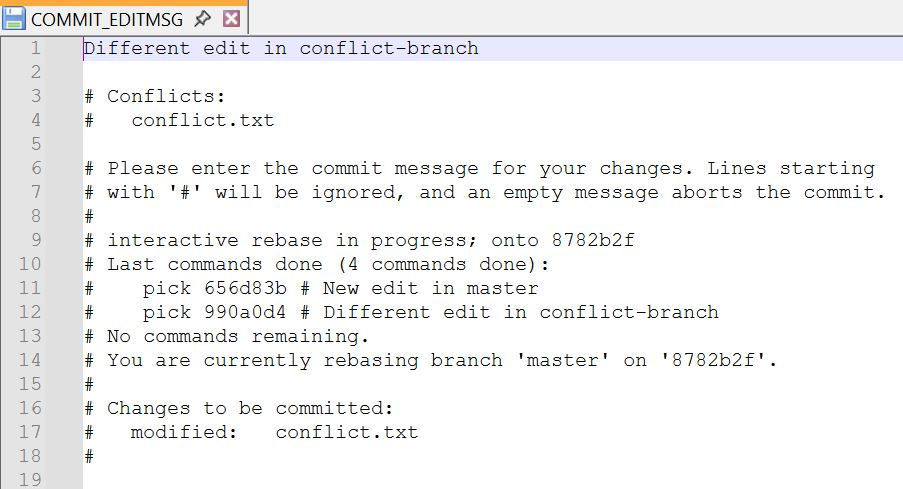 COMMIT_EDITMSG
1 Different edit in conflict-branch
2
3 # Conflicts:
4 #   conflict.txt
5
6 # Please enter the commit message for your changes. Lines starting
7 # with '#' will be ignored, and an empty message aborts the commit.
8 #
9 # interactive rebase in progress; onto 8782b2f
10 # Last commands done (4 commands done):
11 #    pick 656d83b # New edit in master
12 #    pick 990a0d4 # Different edit in conflict-branch
13 # No commands remaining.
14 # You are currently rebasing branch 'master' on '8782b2f'.
15 #
16 # Changes to be committed:
17 #   modified:   conflict.txt
18 #
19